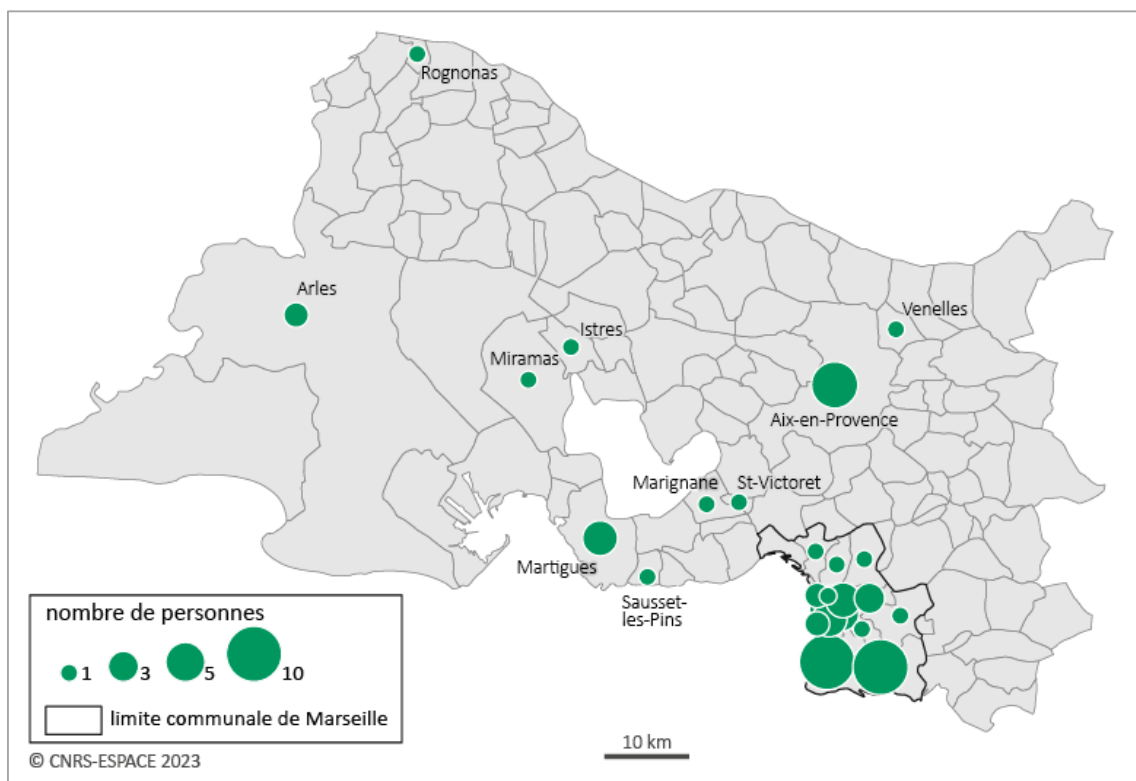 Rognonas
Arles
Venelles
Istres
Miramas
Aix-en-Provence
Marignane
St-Victoret
Martigues
Sausset-
les-Pins
nombre de personnes
1
3
5
10
limite communale de Marseille
10 km
© CNRS-ESPACE 2023